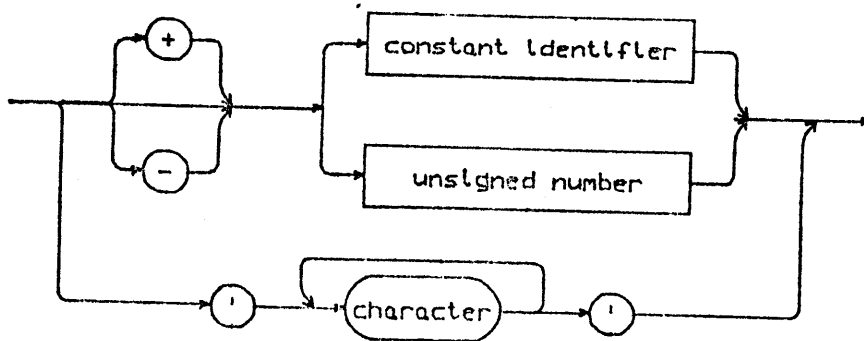 +
constant identifier
-
unsigned number
' character '